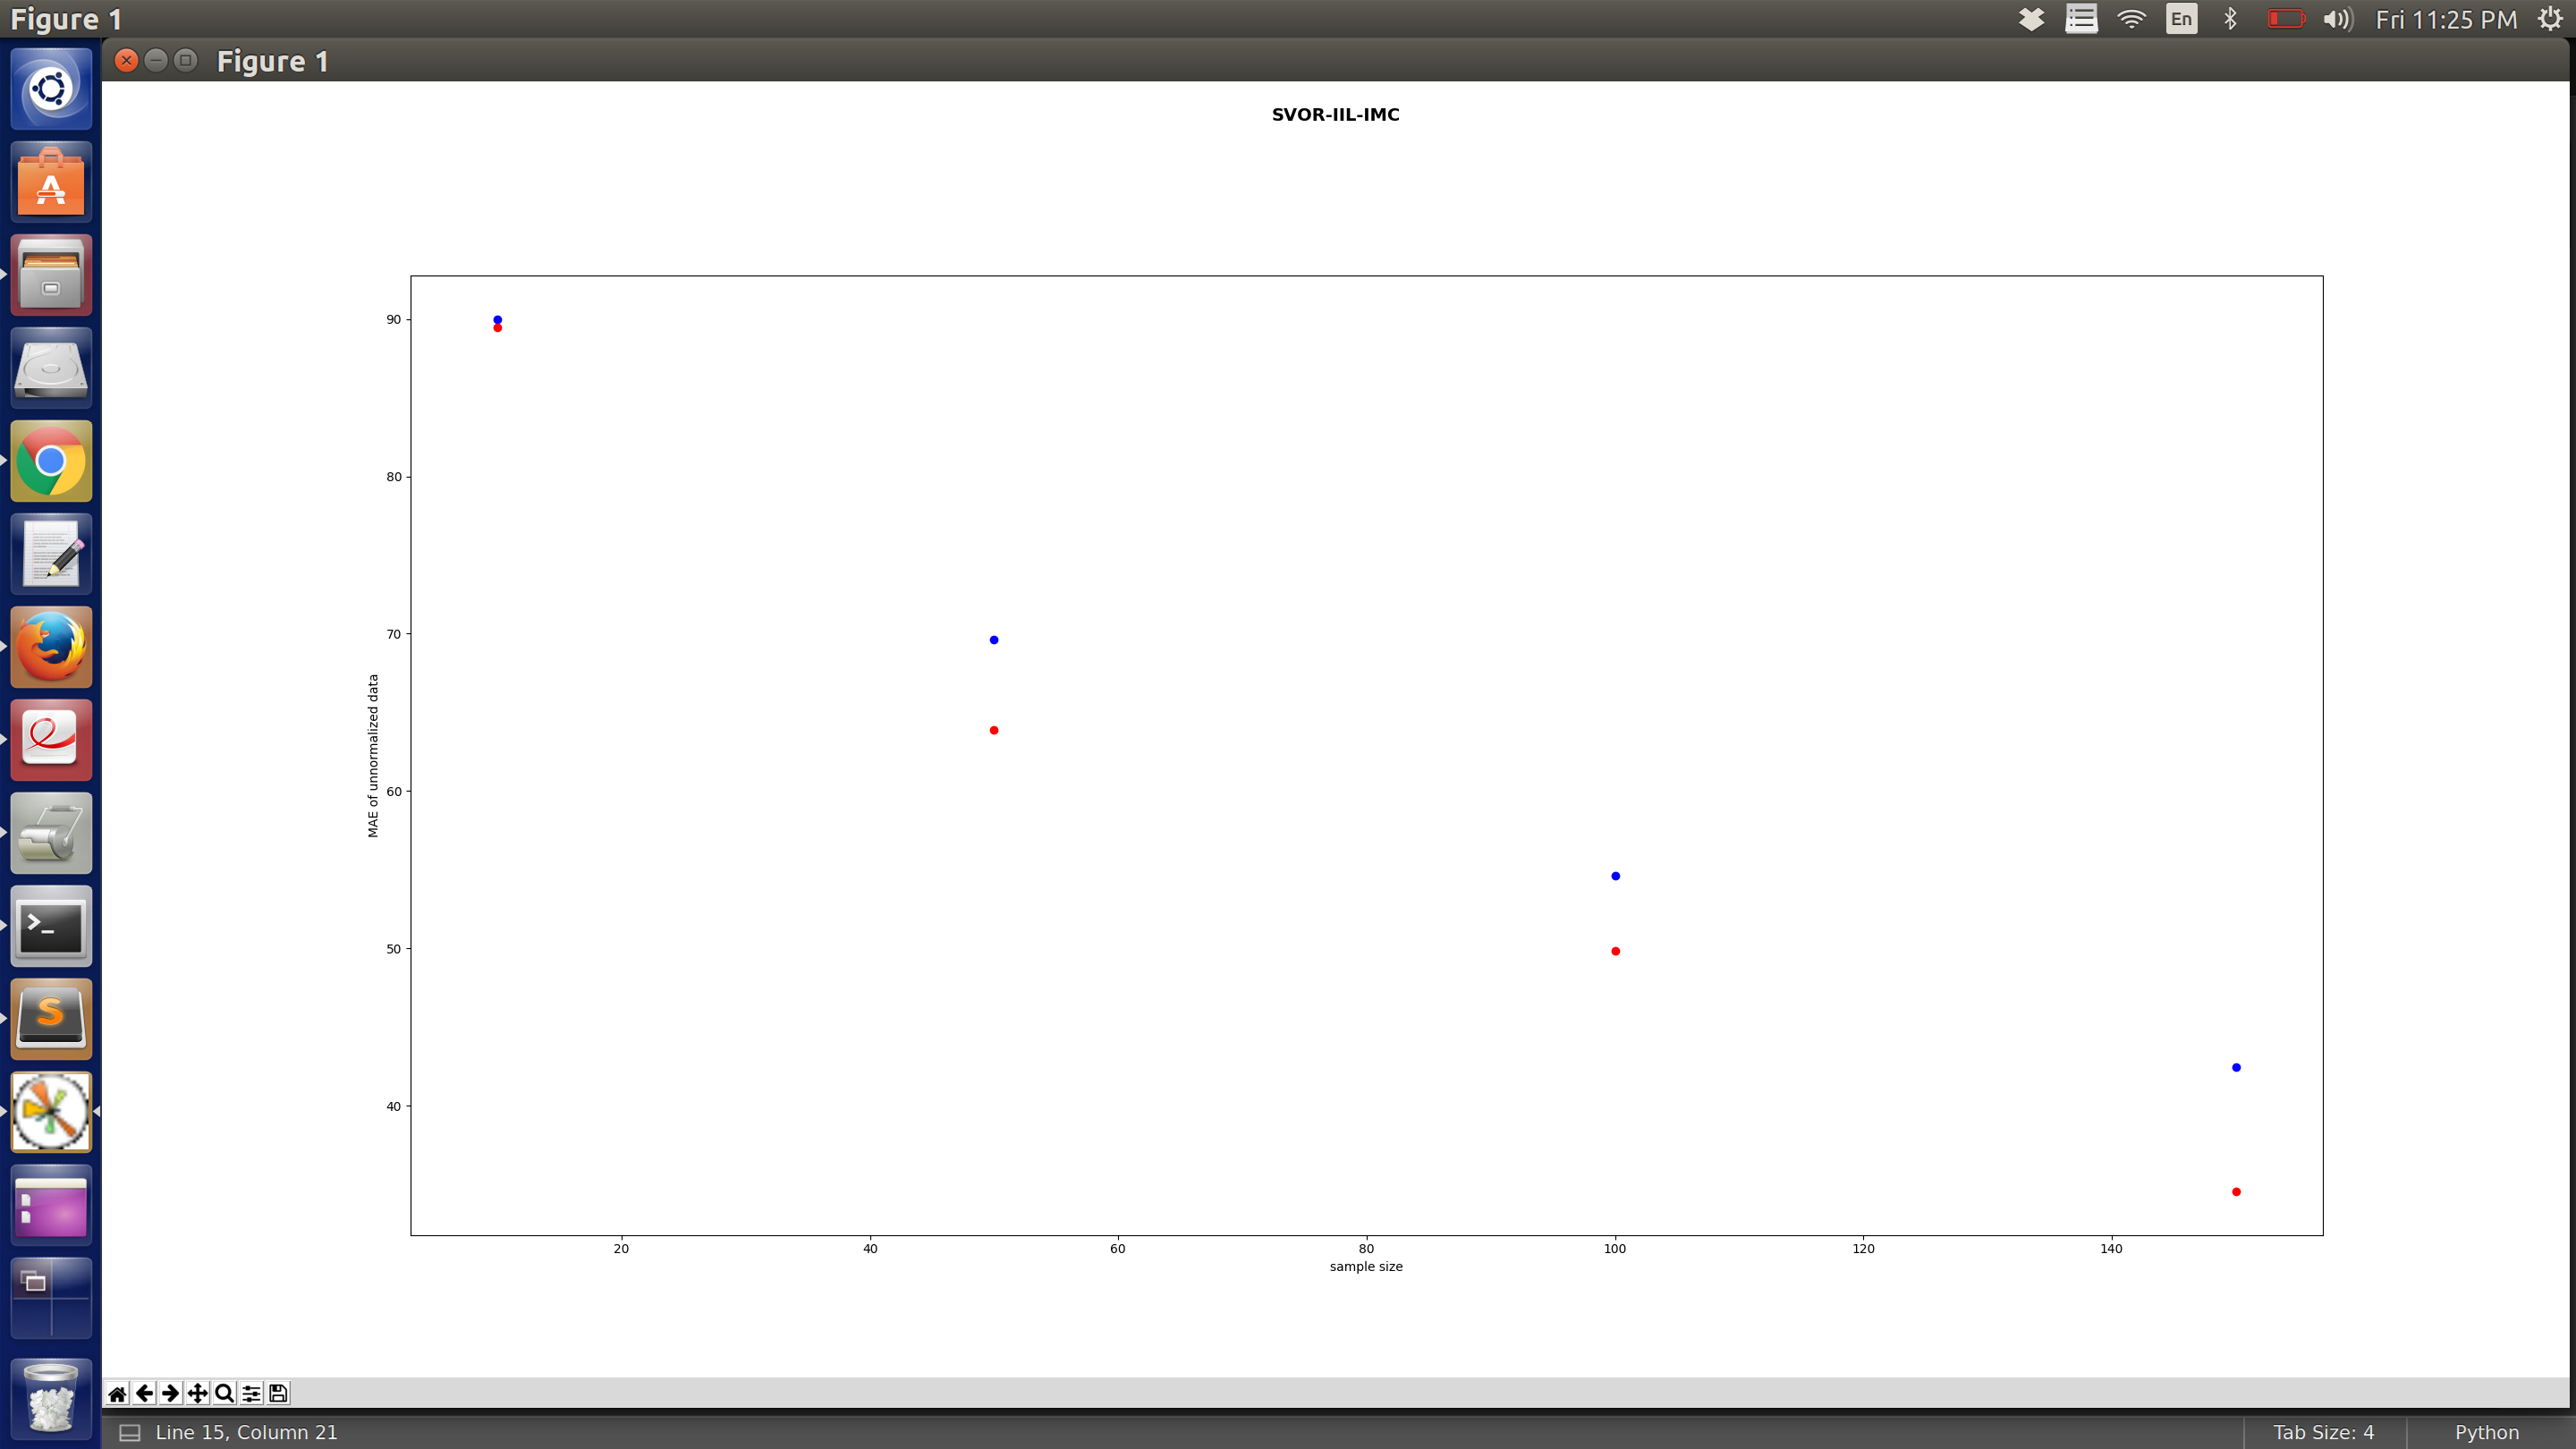 Figure 1
En
Fri 11:25 PM
Figure 1
SVOR-IIL-IMC
90
80
70
60
50
40
MAE of unnormalized data
20 40 60 80 100 120 140
sample size
Line 15, Column 21
Tab Size: 4
Python